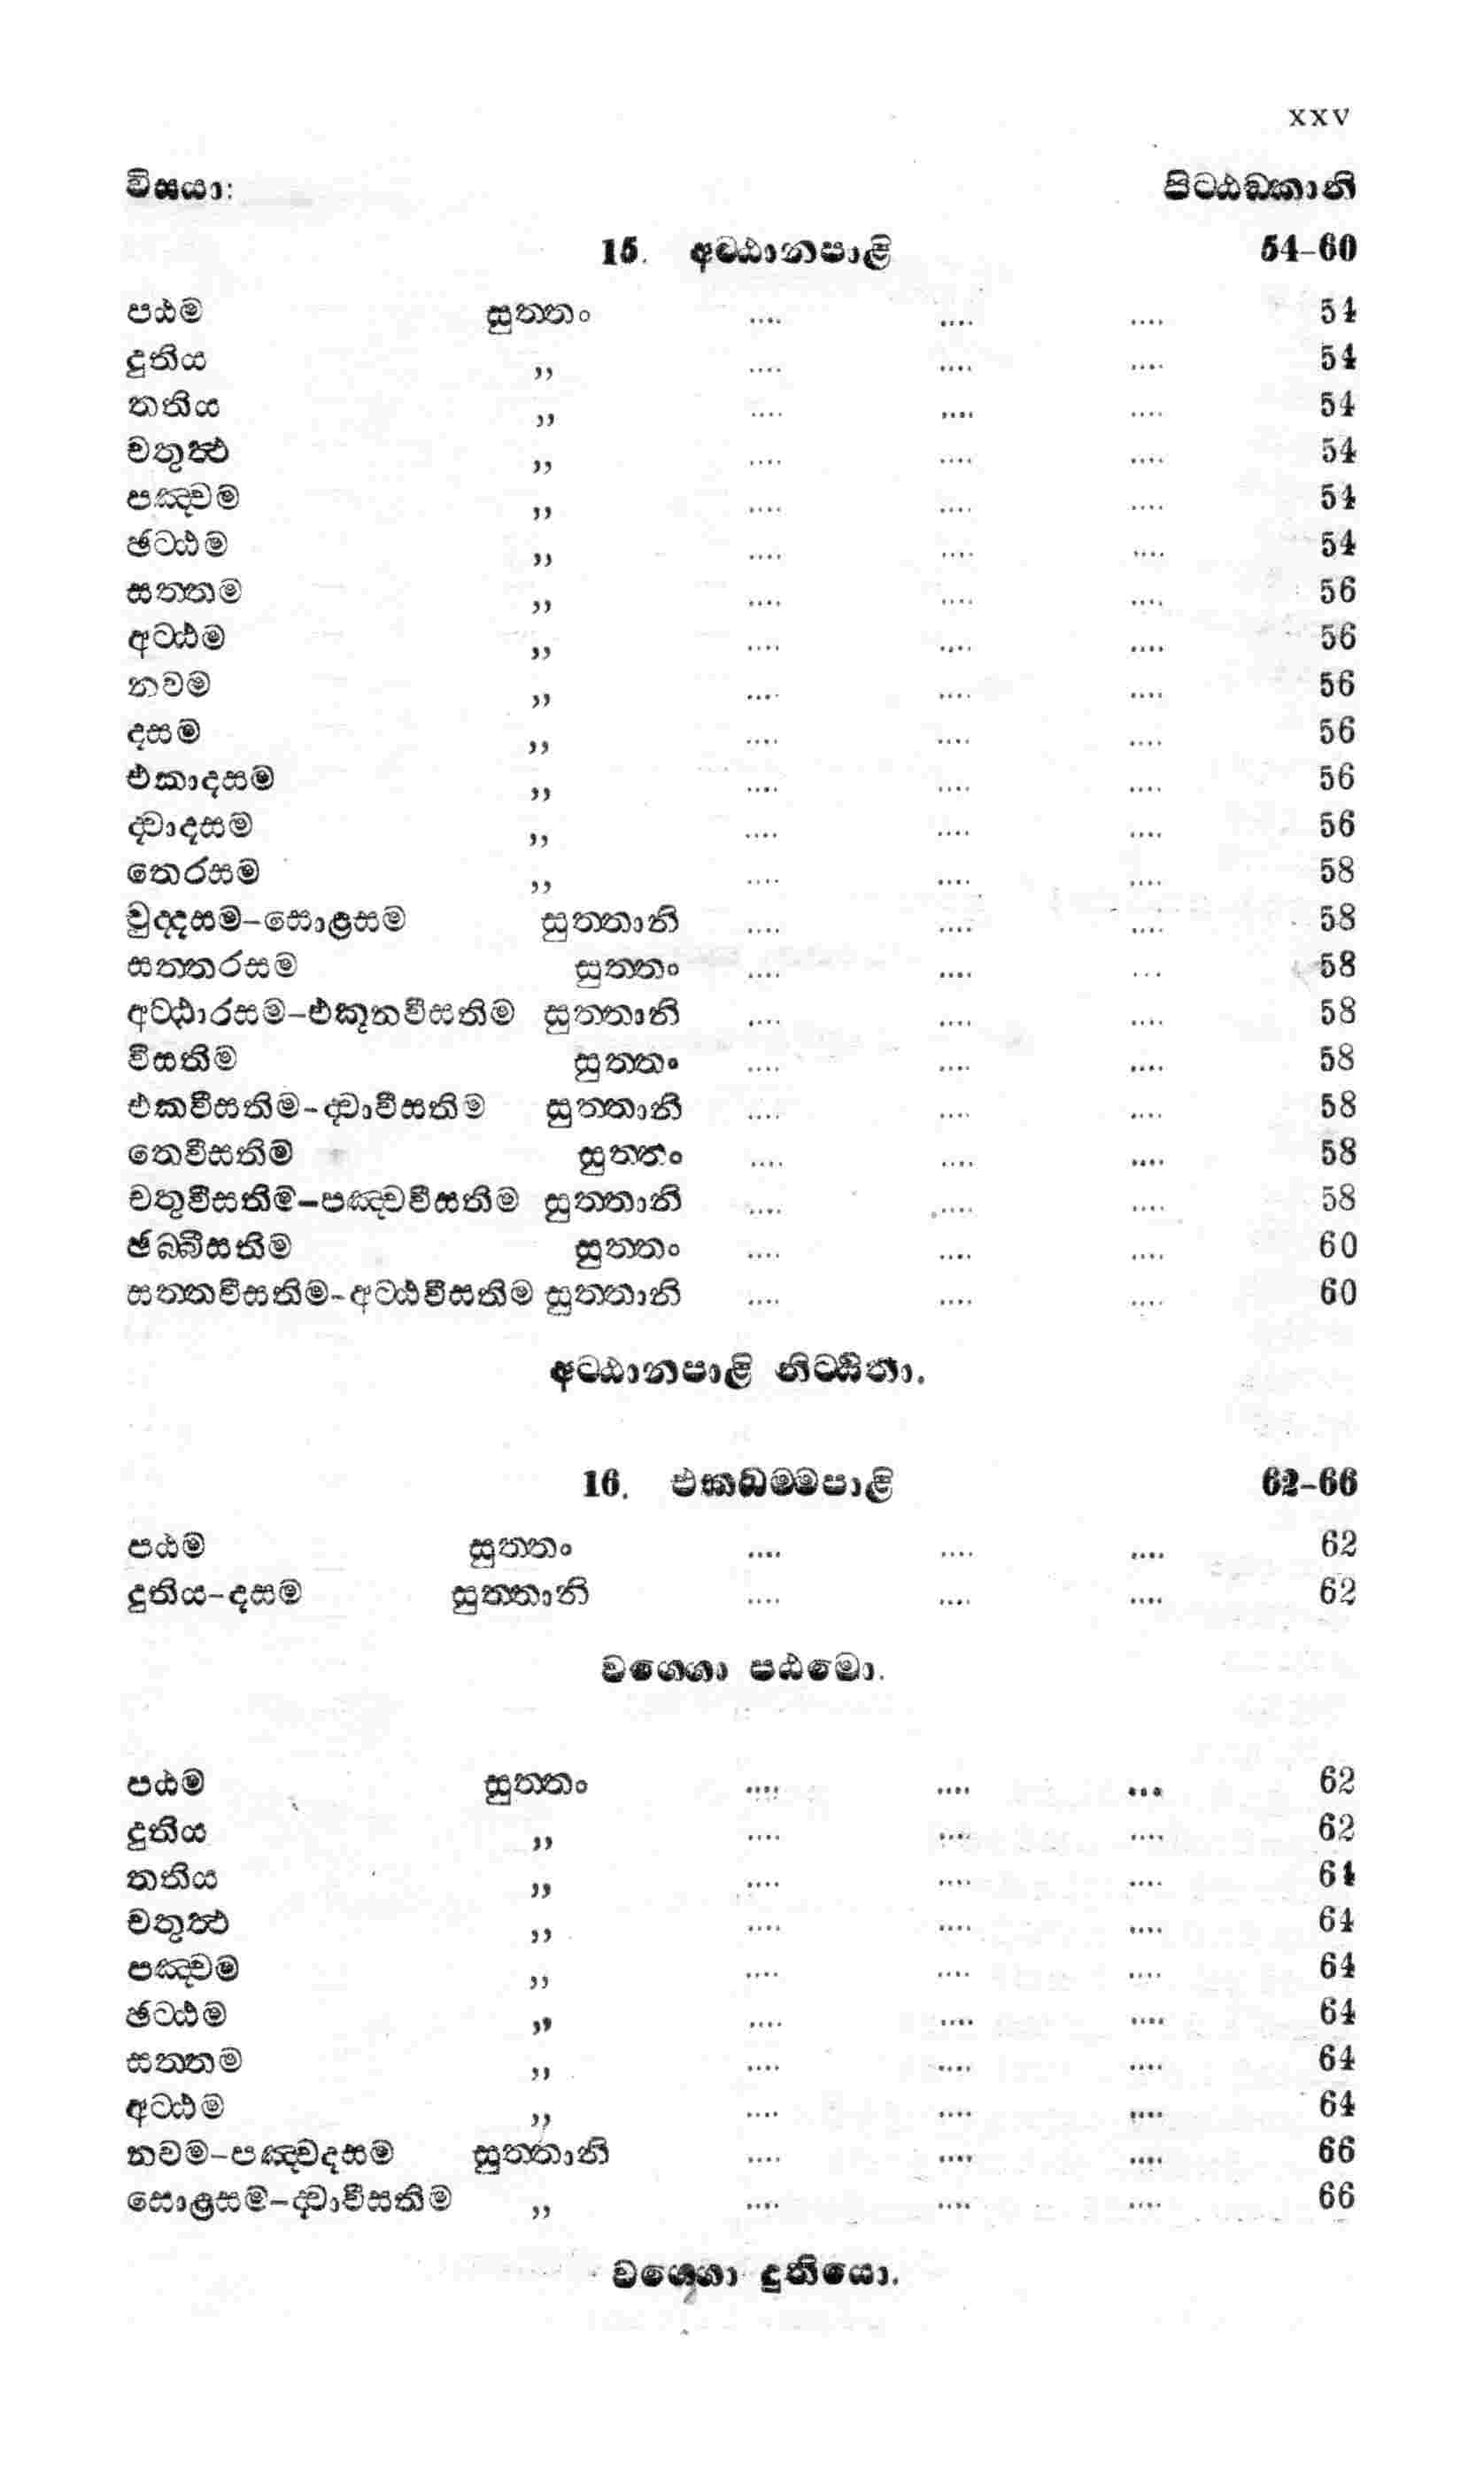 xxv
විසයා: පිට්ඨඞ්කානි
15. අට්ඨානපාළි 54-60
පඨම සුත්තං .... .... .... 54
දුතිය ,, .... .... .... 54
තතිය ,, .... .... .... 54
චතුත්ථ ,, .... .... .... 54
පඤ්චම ,, .... .... .... 54
ඡට්ඨම ,, .... .... .... 54
සත්තම ,, .... .... .... 56
අට්ඨම ,, .... .... .... 56
නවම ,, .... .... .... 56
දසම ,, .... .... .... 56
එකාදසම ,, .... .... .... 56
ද්වාදසම ,, .... .... .... 56
තෙරසම ,, .... .... .... 58
චුද්දසම-සොළසම සුත්තානි .... .... .... 58
සත්තරසම සුත්තං .... .... ... 58
අට්ඨාරසම-එකූනවීසතිම සුත්තානි .... .... .... 58
වීසතිම සුත්තං .... .... .... 58
එකවීසතිම-ද්වාවීසතිම සුත්තානි .... .... .... 58
තෙවීසතිම සුත්තං .... .... .... 58
චතුවීසතිම-පඤ්චවීසතිම සුත්තානි .... .... .... 58
ඡබ්බීසතිම සුත්තං .... .... .... 60
සත්තවීසතිම-අට්ඨවීසතිම සුත්තානි .... .... .... 60
අට්ඨානපාළි නිට්ඨිතා.
16. එකධම්මපාළි 62-66
පඨම සුත්තං .... .... .... 62
දුතිය-දසම සුත්තානි .... .... .... 62
වග්ගො පඨමො.
පඨම සුත්තං .... .... ... 62
දුතිය ,, .... .... .... 62
තතිය ,, .... .... .... 64
චතුත්ථ ,, .... .... .... 64
පඤ්චම ,, .... .... .... 64
ඡට්ඨම ,, .... .... .... 64
සත්තම ,, .... .... .... 64
අට්ඨම ,, .... .... .... 64
නවම-පඤ්චදසම සුත්තානි .... .... .... 66
සොළසම-ද්වාවීසතිම ,, .... .... .... 66
වග්ගො දුතියො.